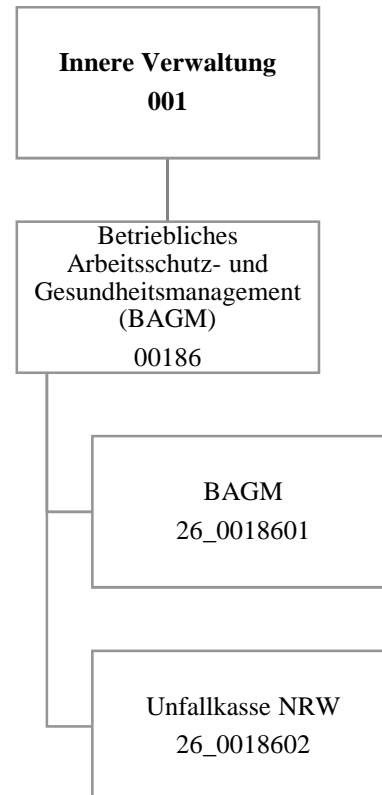 Innere Verwaltung
001
Betriebliches
Arbeitsschutz- und
Gesundheitsmanagement
(BAGM)
00186
BAGM
26_0018601
Unfallkasse NRW
26_0018602